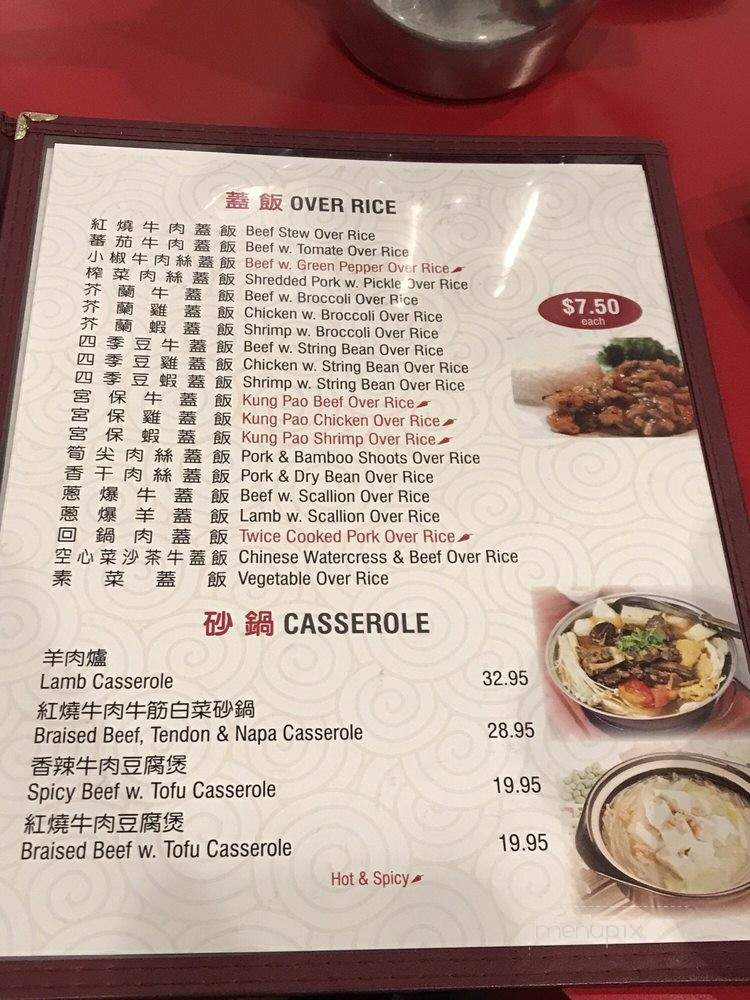 蓋飯 OVER RICE
紅燒牛肉蓋飯 Beef Stew Over Rice
蕃茄牛肉蓋飯 Beef w. Tomato Over Rice
小椒牛肉絲蓋飯 Beef w. Green Pepper Over Rice
榨菜肉絲蓋飯 Shredded Pork w. Pickle Over Rice
芥蘭牛蓋飯 Beef w. Broccoli Over Rice
芥蘭雞蓋飯 Chicken w. Broccoli Over Rice
芥蘭蝦蓋飯 Shrimp w. Broccoli Over Rice
四季豆牛蓋飯 Beef w. String Bean Over Rice
四季豆雞蓋飯 Chicken w. String Bean Over Rice
四季豆蝦蓋飯 Shrimp w. String Bean Over Rice
宮保牛蓋飯 Kung Pao Beef Over Rice
宮保雞蓋飯 Kung Pao Chicken Over Rice
宮保蝦蓋飯 Kung Pao Shrimp Over Rice
筍尖肉絲蓋飯 Pork & Bamboo Shoots Over Rice
香干肉絲蓋飯 Pork & Dry Bean Over Rice
蔥爆牛蓋飯 Beef w. Scallion Over Rice
蔥爆羊蓋飯 Lamb w. Scallion Over Rice
回鍋肉蓋飯 Twice Cooked Pork Over Rice
空心菜沙茶牛蓋飯 Chinese Watercress & Beef Over Rice
素菜蓋飯 Vegetable Over Rice
$7.50
each
砂鍋 CASSEROLE
羊肉爐
Lamb Casserole 32.95
紅燒牛肉牛筋白菜砂鍋
Braised Beef, Tendon & Napa Casserole 28.95
香辣牛肉豆腐煲
Spicy Beef w. Tofu Casserole 19.95
紅燒牛肉豆腐煲
Braised Beef w. Tofu Casserole 19.95
Hot & Spicy
menupix